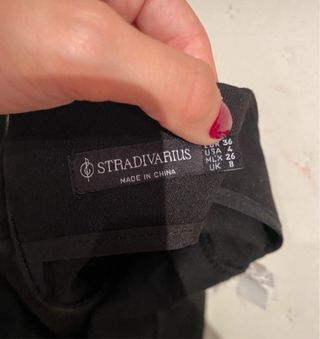 STRADIVARIUS
MADE IN CHINA
EUR 36
USA 4
MEX 26
UK 8